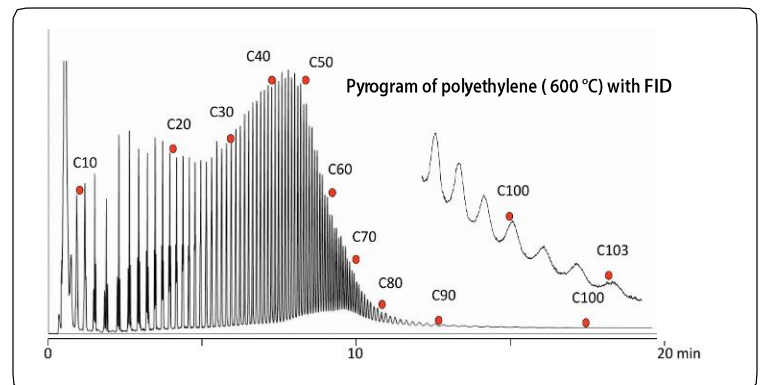 C40
C50
Pyrogram of polyethylene ( 600 °C) with FID
C20
C30
C10
C60
C100
C70
C103
C80
C90
C100
0
10
20 min